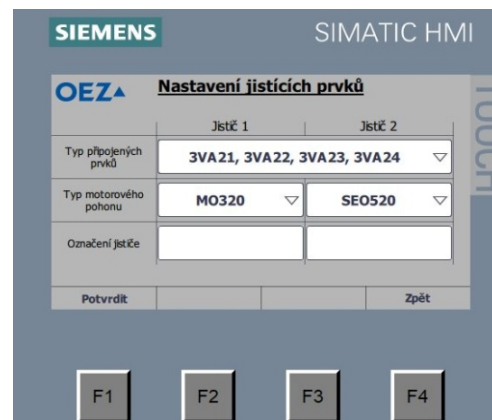 SIEMENS
SIMATIC HMI
TOUCH
OEZ
Nastavení jistících prvků
Jistič 1
Jistič 2
Typ připojených
prvků
3VA21, 3VA22, 3VA23, 3VA24
Typ motorového
pohonu
MO320
SEO520
Označení jističe
Potvrdit
Zpět
F1
F2
F3
F4